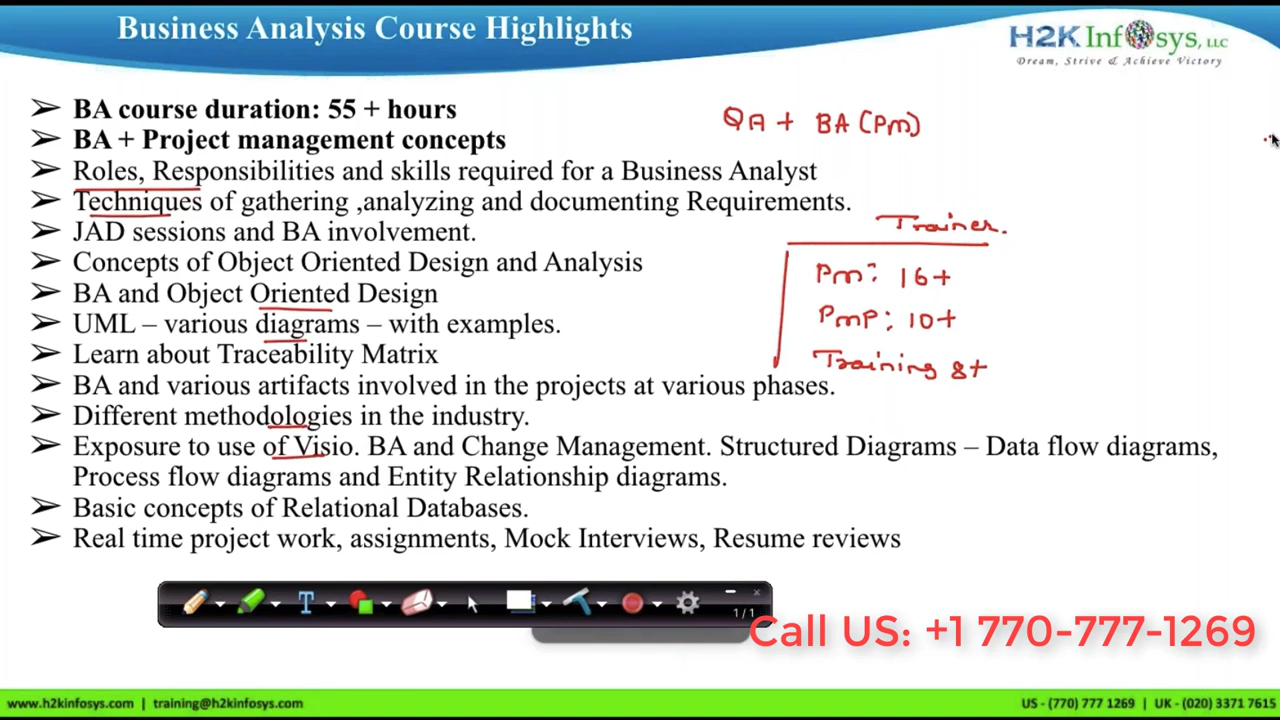 Business Analysis Course Highlights
H2K Infosys, LLC
Dream, Strive & Achieve Victory
➢ BA course duration: 55 + hours
➢ BA + Project management concepts
➢ Roles, Responsibilities and skills required for a Business Analyst
➢ Techniques of gathering ,analyzing and documenting Requirements.
➢ JAD sessions and BA involvement.
➢ Concepts of Object Oriented Design and Analysis
➢ BA and Object Oriented Design
➢ UML – various diagrams – with examples.
➢ Learn about Traceability Matrix
➢ BA and various artifacts involved in the projects at various phases.
➢ Different methodologies in the industry.
➢ Exposure to use of Visio. BA and Change Management. Structured Diagrams – Data flow diagrams,
Process flow diagrams and Entity Relationship diagrams.
➢ Basic concepts of Relational Databases.
➢ Real time project work, assignments, Mock Interviews, Resume reviews
QA + BA (PM)
Trainer.
PM: 16+
PMP: 10+
Training 8+
T
1/1
Call US: +1 770-777-1269
www.h2kinfosys.com | training@h2kinfosys.com
US - (770) 777 1269 | UK - (020) 3371 7615